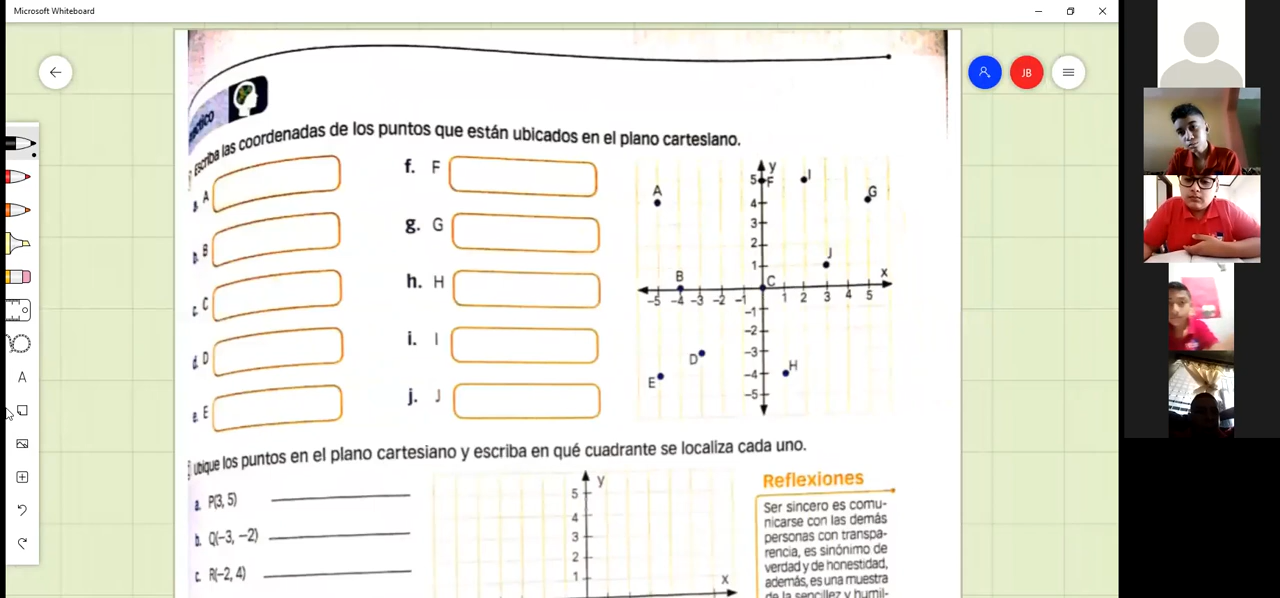 Microsoft Whiteboard
JB
Escriba las coordenadas de los puntos que están ubicados en el plano cartesiano.
a. A
b. B
c. C
d. D
e. E
f. F
g. G
h. H
i. I
j. J
y
5 F I
A G
4
3
2 J
1
B C x
-5 -4 -3 -2 -1 1 2 3 4 5
-1
-2
-3
D
-4 H
E
-5
Ubique los puntos en el plano cartesiano y escriba en qué cuadrante se localiza cada uno.
a. P(3, 5)
b. Q(-3, -2)
c. R(-2, 4)
y
5
4
3
2
1
x
Reflexiones
Ser sincero es comu-
nicarse con las demás
personas con transpa-
rencia, es sinónimo de
verdad y de honestidad,
además, es una muestra
de la sencillez y humil-